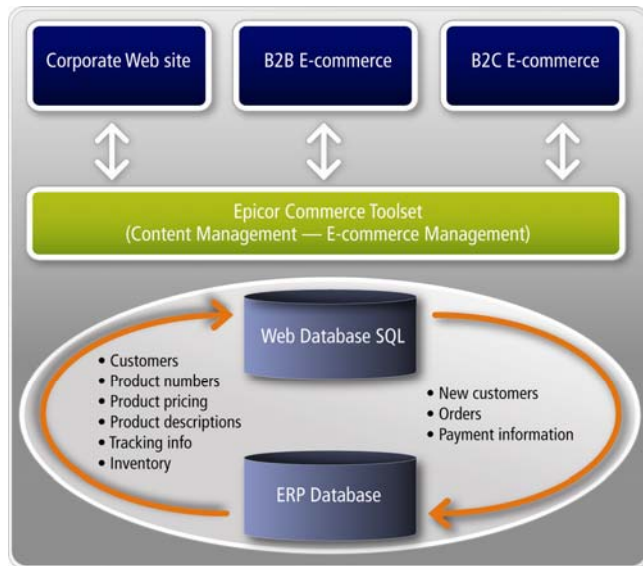 Corporate Web site
B2B E-commerce
B2C E-commerce
Epicor Commerce Toolset
(Content Management — E-commerce Management)
Web Database SQL
• Customers
• Product numbers
• Product pricing
• Product descriptions
• Tracking info
• Inventory
• New customers
• Orders
• Payment information
ERP Database